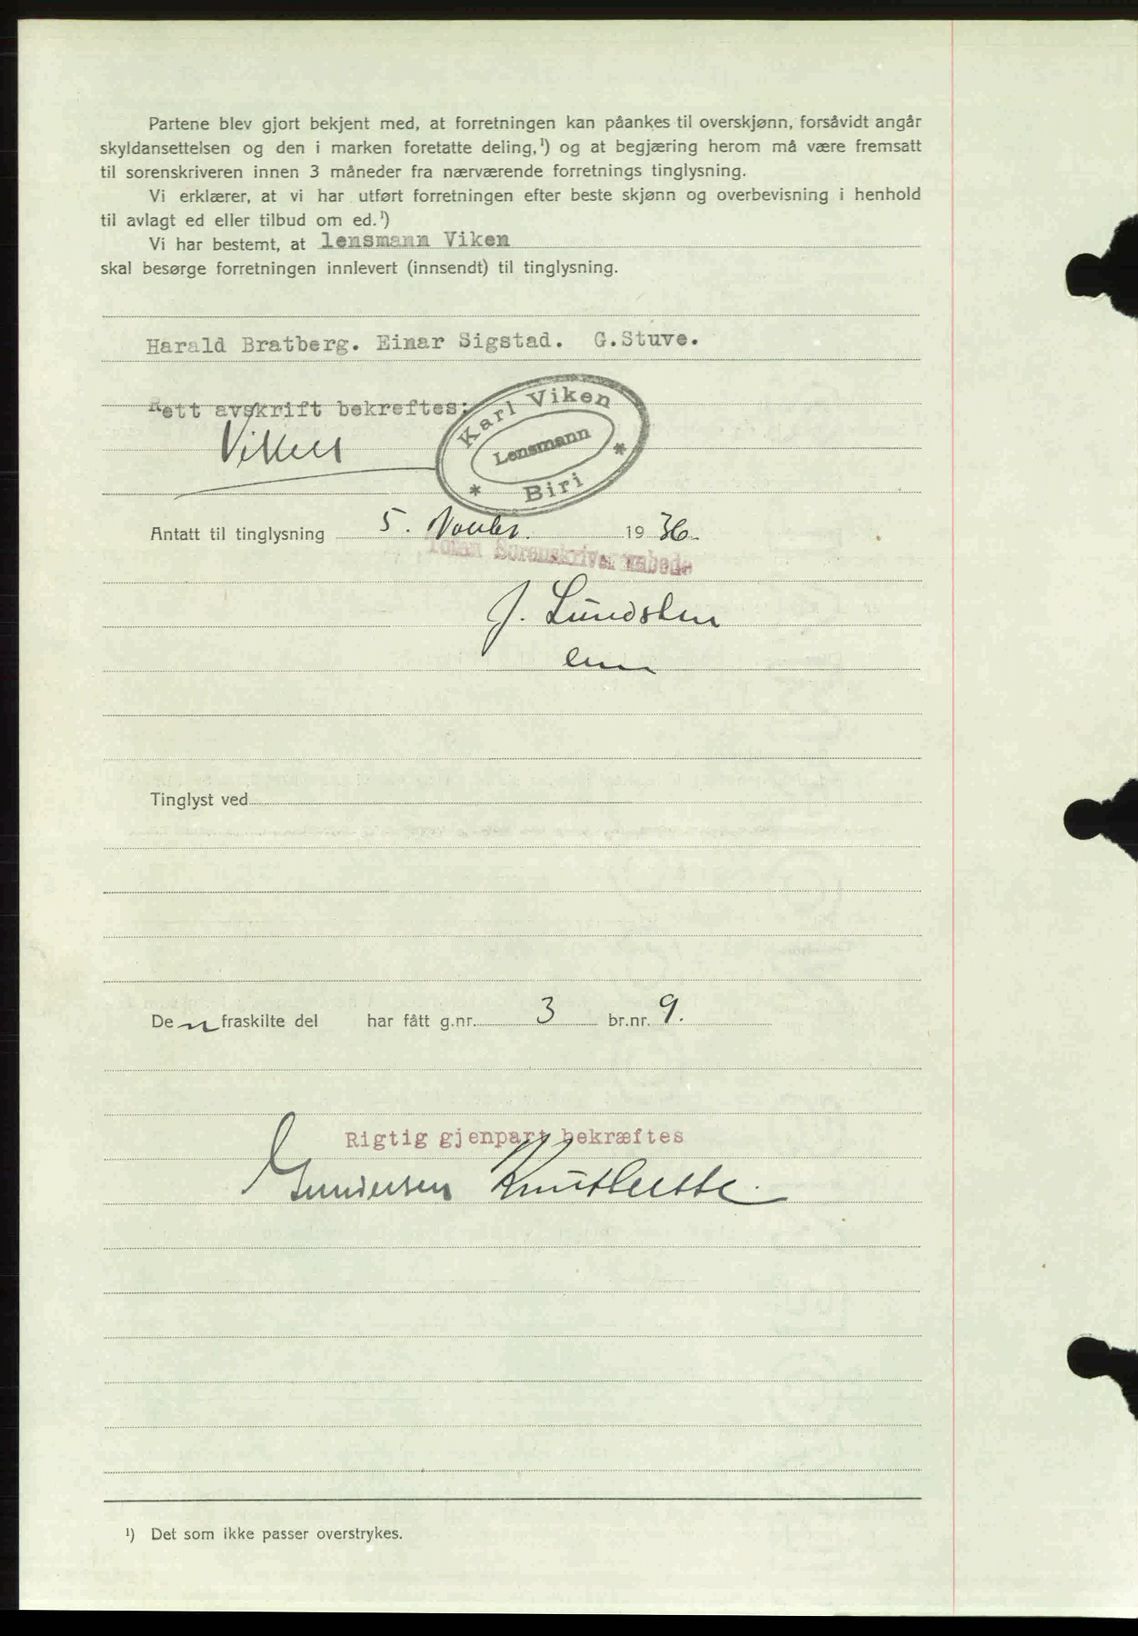 Partene blev gjort bekjent med, at forretningen kan påankes til overskjønn, forsåvidt angår
skyldansettelsen og den i marken foretatte deling,¹) og at begjæring herom må være fremsatt
til sorenskriveren innen 3 måneder fra nærværende forretnings tinglysning.
Vi erklærer, at vi har utført forretningen efter beste skjønn og overbevisning i henhold
til avlagt ed eller tilbud om ed.¹)
Vi har bestemt, at lensmann Viken
skal besørge forretningen innlevert (innsendt) til tinglysning.
Harald Bratberg. Einar Sigstad. G.Stuve.
Rett avskrift bekreftes:
Viken
Karl Viken
Lensmann
* Biri *
Antatt til tinglysning 5. 1936.
J.
Tinglyst ved
De n fraskilte del har fått g.nr. 3 br.nr. 9.
Rigtig gjenpart bekræftes
Gundersen
¹) Det som ikke passer overstrykes.